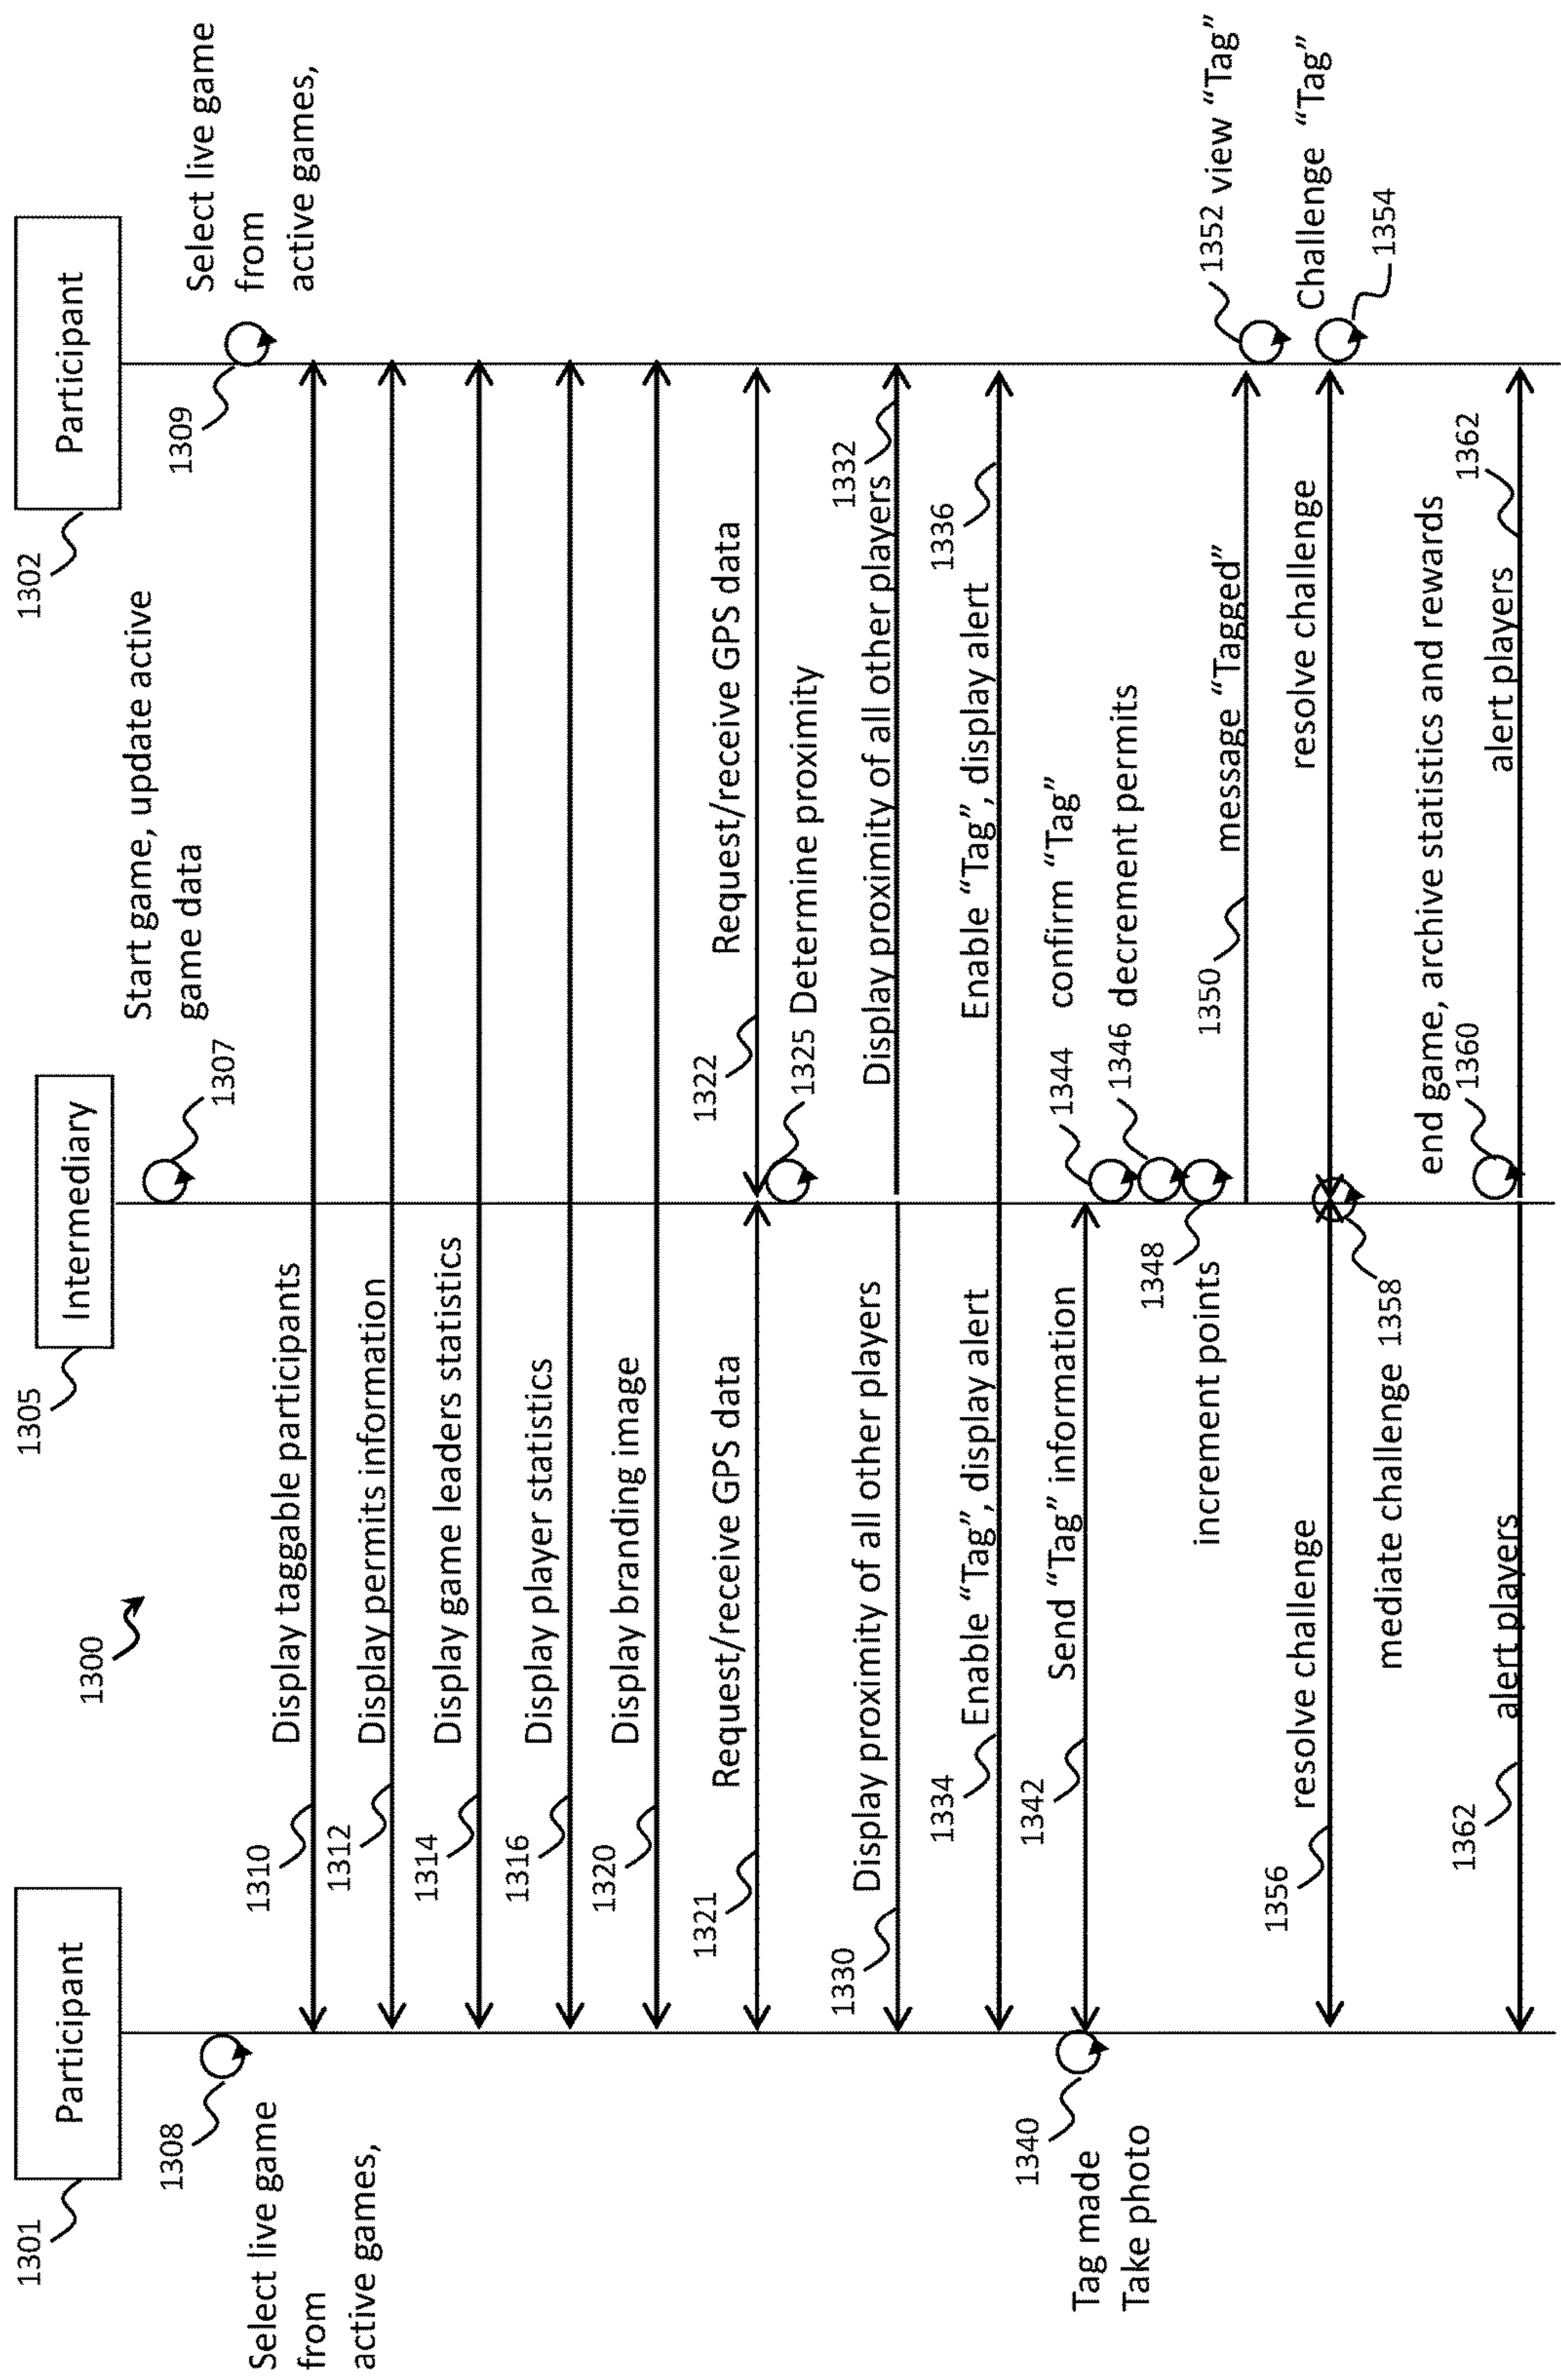 1300
1301
Participant
1305
Intermediary
1302
Participant
1307
Start game, update active
game data
1308
Select live game
from
active games,
1309
Select live game
from
active games,
1310
Display taggable participants
1312
Display permits information
1314
Display game leaders statistics
1316
Display player statistics
1320
Display branding image
1321
Request/receive GPS data
1322
Request/receive GPS data
1325 Determine proximity
1330
Display proximity of all other players
Display proximity of all other players
1332
1334
Enable “Tag”, display alert
Enable “Tag”, display alert
1336
1340
Tag made
Take photo
1342
Send “Tag” information
1344
confirm “Tag”
1346 decrement permits
1348
increment points
1350
message “Tagged”
1352 view “Tag”
Challenge “Tag”
1354
1356
resolve challenge
resolve challenge
mediate challenge 1358
end game, archive statistics and rewards
1360
1362
alert players
alert players
1362